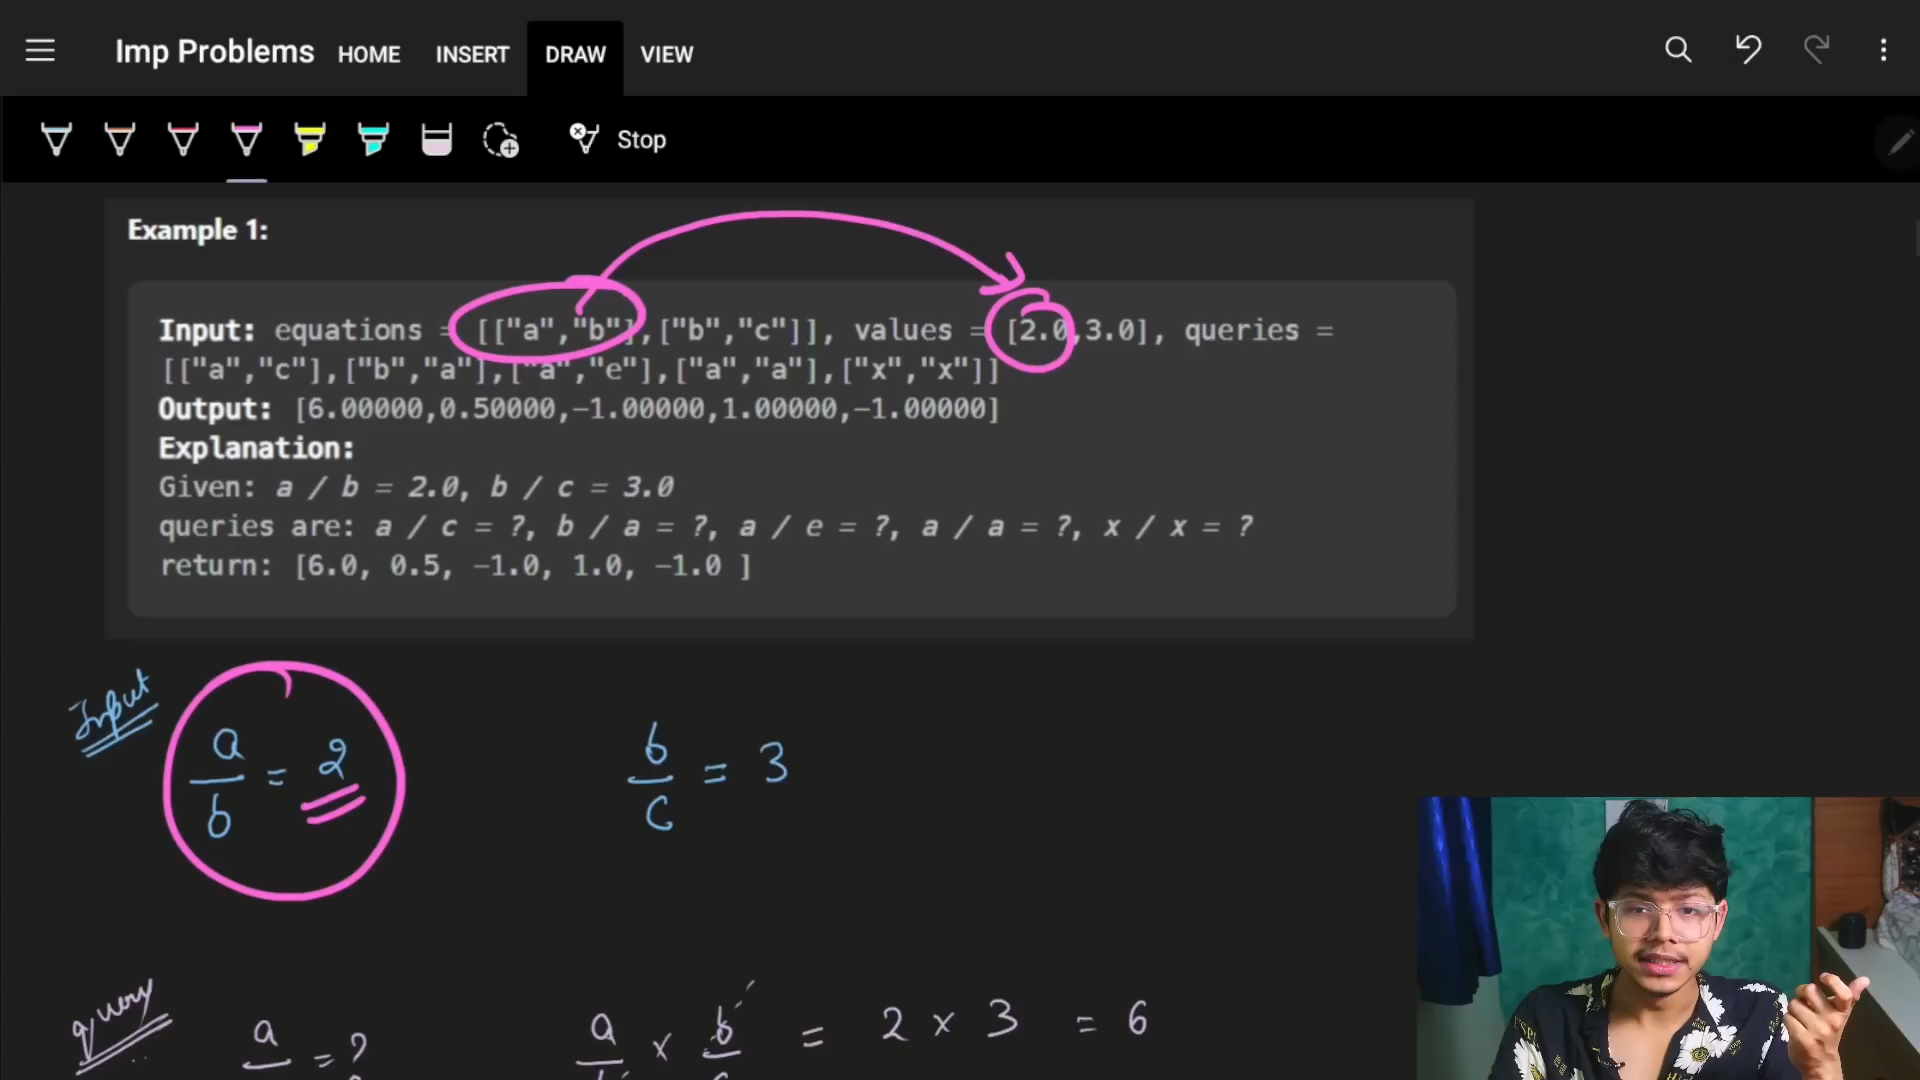 Imp Problems HOME INSERT DRAW VIEW
Stop
Example 1:
Input: equations = [["a","b"],["b","c"]], values = [2.0,3.0], queries =
[["a","c"],["b","a"],["a","e"],["a","a"],["x","x"]]
Output: [6.00000,0.50000,-1.00000,1.00000,-1.00000]
Explanation:
Given: a / b = 2.0, b / c = 3.0
queries are: a / c = ?, b / a = ?, a / e = ?, a / a = ?, x / x = ?
return: [6.0, 0.5, -1.0, 1.0, -1.0 ]
Input
a
b
= 2
b
c
= 3
query
a
= ?
a × b = 2 × 3 = 6